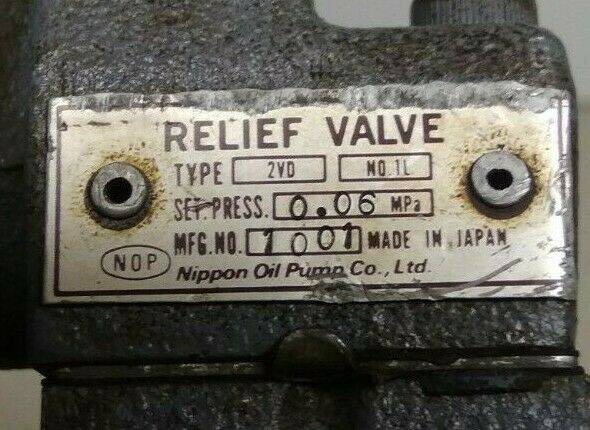 RELIEF VALVE
TYPE 2VD NO.1L
SET.PRESS. 0.06 MPa
MFG.NO. 1001 MADE IN JAPAN
NOP Nippon Oil Pump Co., Ltd.